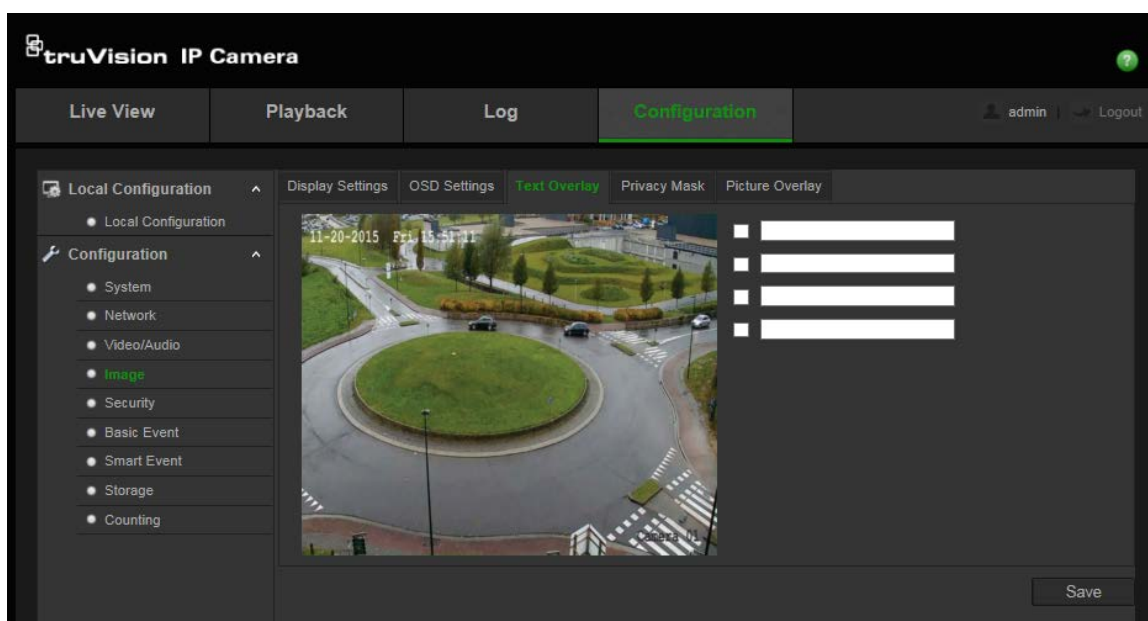 truVision IP Camera
?
Live View Playback Log Configuration admin | Logout
Local Configuration
Local Configuration
Configuration
System
Network
Video/Audio
Image
Security
Basic Event
Smart Event
Storage
Counting
Display Settings OSD Settings Text Overlay Privacy Mask Picture Overlay
11-20-2015 Fri 15:51:11
Camera 01
Save